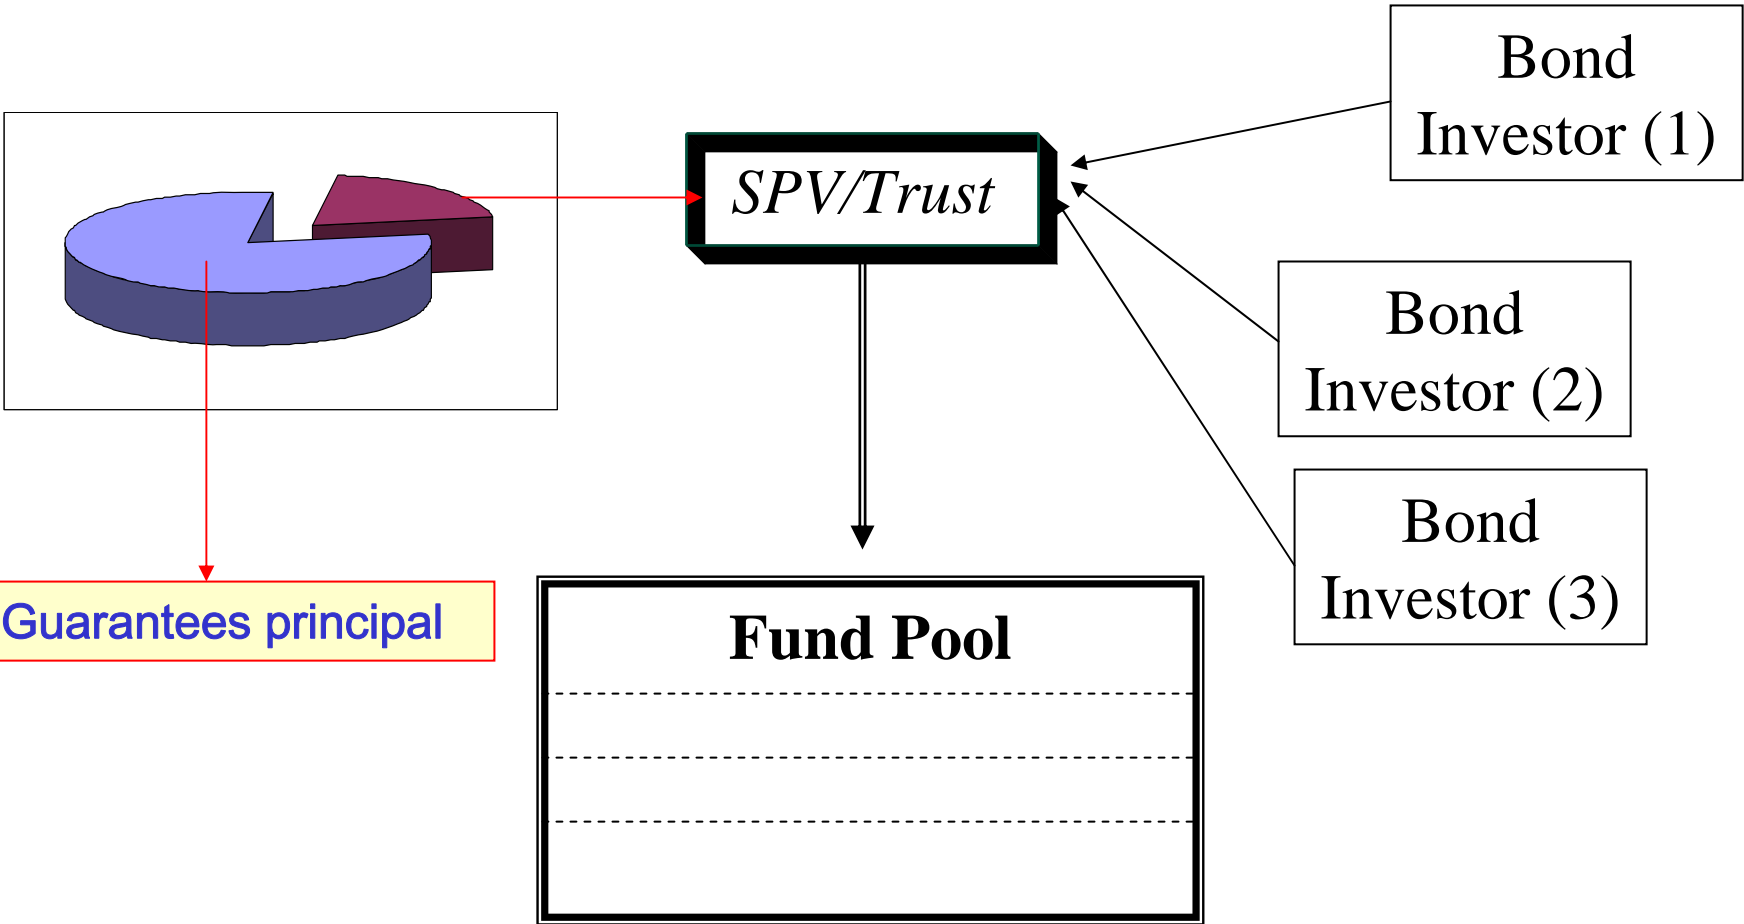 Bond
Investor (1)
SPV/Trust
Bond
Investor (2)
Bond
Investor (3)
Guarantees principal
Fund Pool